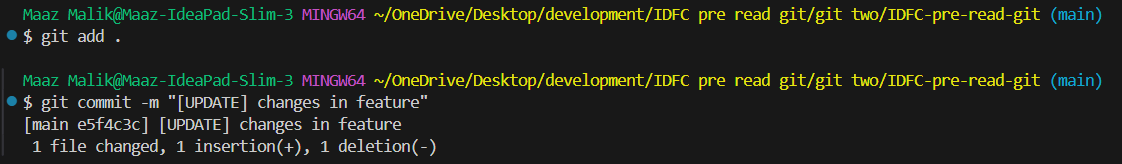 Maaz Malik@Maaz-IdeaPad-Slim-3 MINGW64 ~/OneDrive/Desktop/development/IDFC pre read git/git two/IDFC-pre-read-git (main)
$ git add .
Maaz Malik@Maaz-IdeaPad-Slim-3 MINGW64 ~/OneDrive/Desktop/development/IDFC pre read git/git two/IDFC-pre-read-git (main)
$ git commit -m "[UPDATE] changes in feature"
[main e5f4c3c] [UPDATE] changes in feature
 1 file changed, 1 insertion(+), 1 deletion(-)